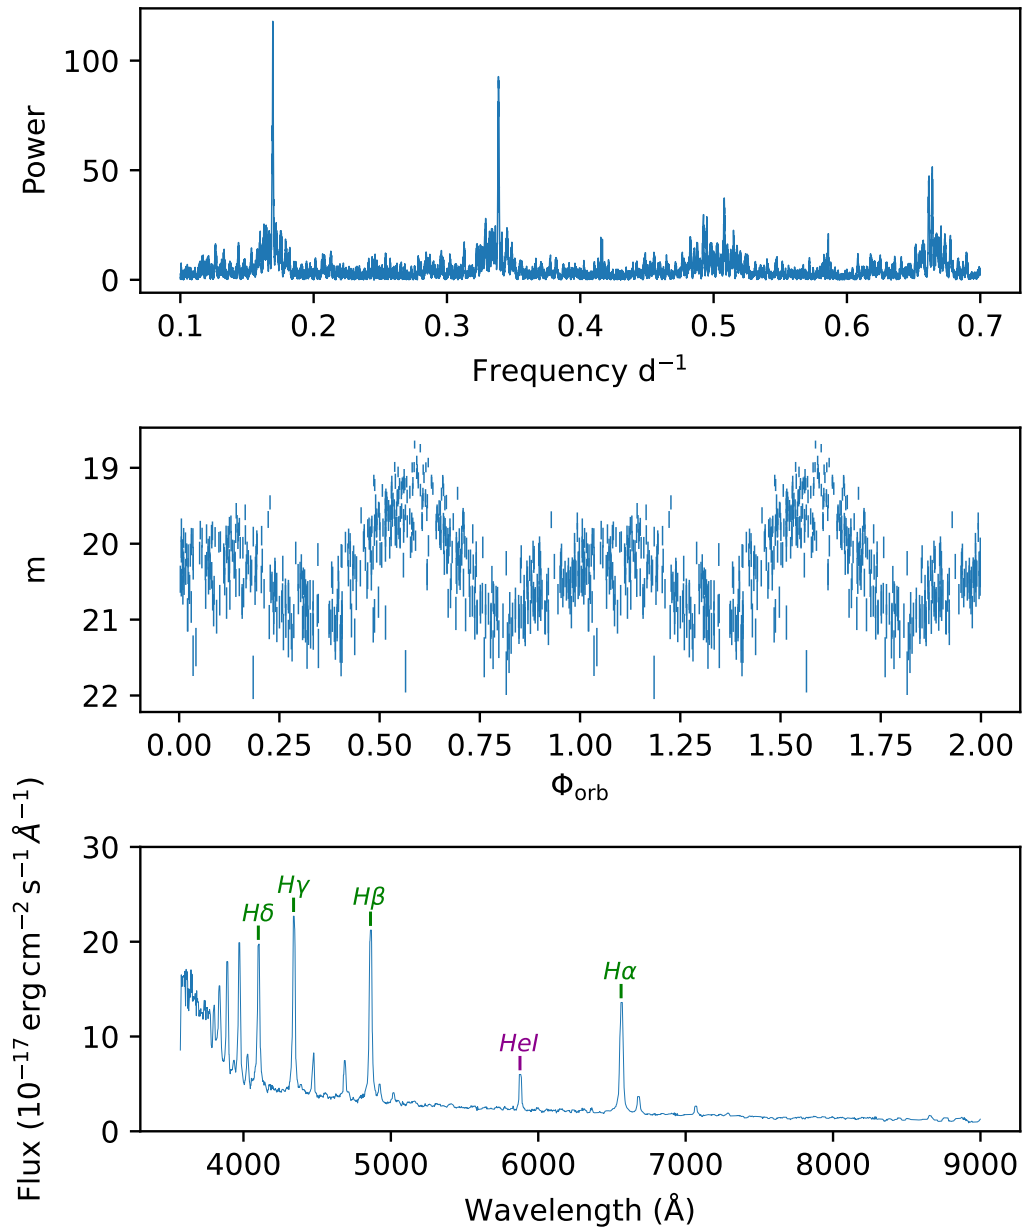 100
50
0
Power
0.1 0.2 0.3 0.4 0.5 0.6 0.7
Frequency d⁻¹
19
20
21
22
m
0.00 0.25 0.50 0.75 1.00 1.25 1.50 1.75 2.00
Φorb
30
20
10
0
Flux (10⁻¹⁷ erg cm⁻² s⁻¹ Å⁻¹)
Hδ
Hγ
Hβ
HeI
Hα
4000 5000 6000 7000 8000 9000
Wavelength (Å)